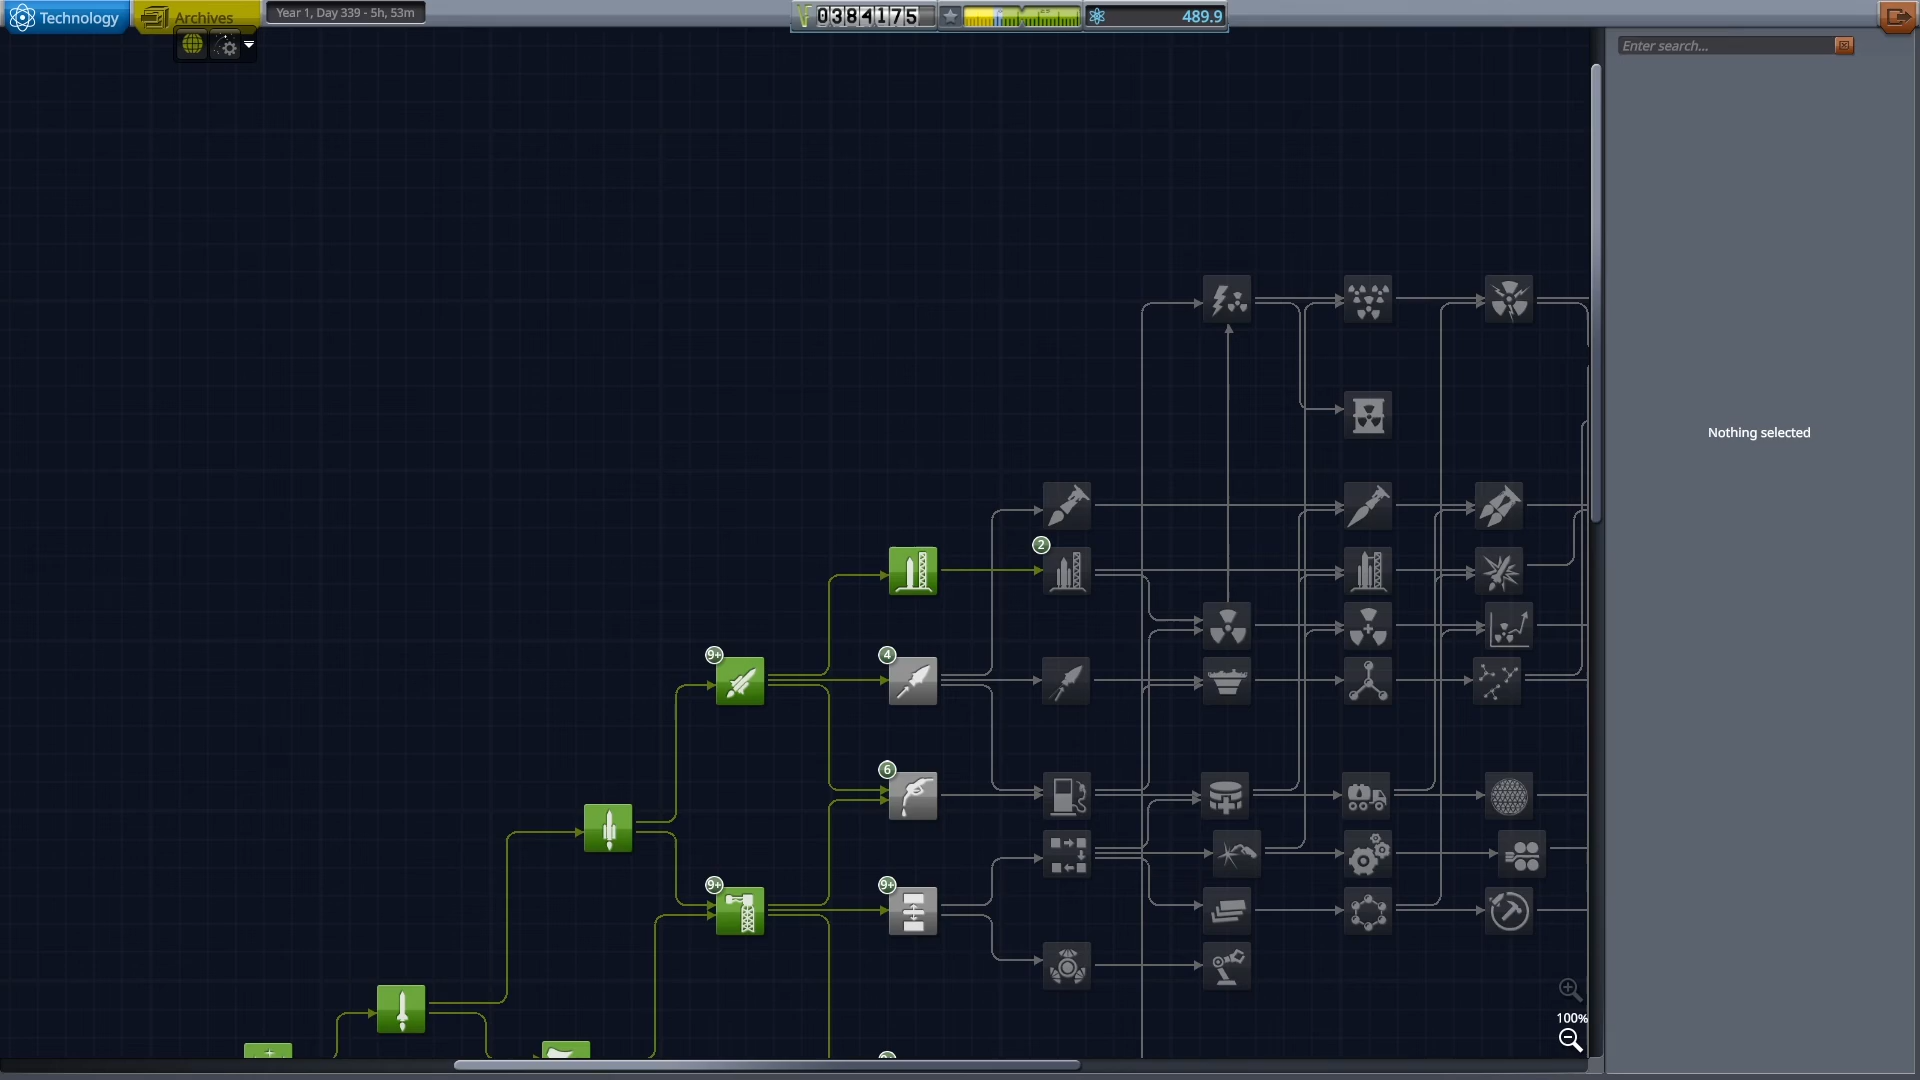 Technology
Archives
Year 1, Day 339 - 5h, 53m
0384175
489.9
Enter search...
Nothing selected
2
9+
4
6
9+
9+
100%